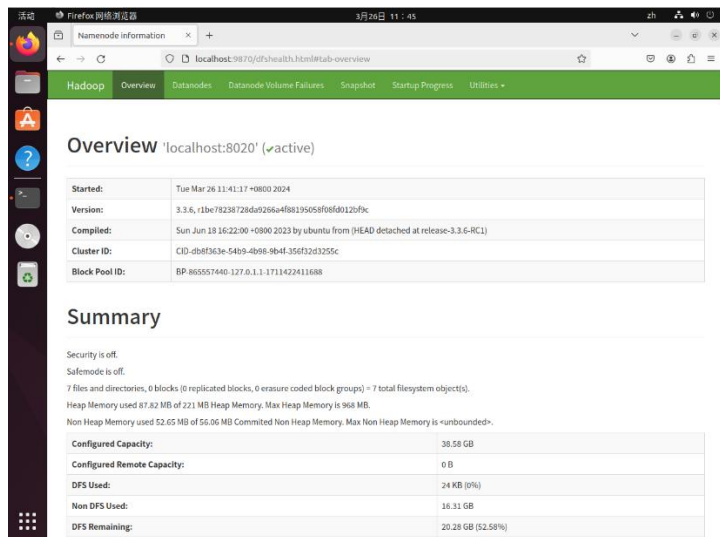 活动 Firefox 网络浏览器 3月26日 11：45 zh
Namenode information
localhost:9870/dfshealth.html#tab-overview
Hadoop Overview Datanodes Datanode Volume Failures Snapshot Startup Progress Utilities
Overview 'localhost:8020' (✔active)
Started: Tue Mar 26 11:41:17 +0800 2024
Version: 3.3.6, r1be78238728da9266a4f88195058f08fd012bf9c
Compiled: Sun Jun 18 16:22:00 +0800 2023 by ubuntu from (HEAD detached at release-3.3.6-RC1)
Cluster ID: CID-db8f363e-54b9-4b98-9b4f-356f32d3255c
Block Pool ID: BP-865557440-127.0.1.1-1711422411688
Summary
Security is off.
Safemode is off.
7 files and directories, 0 blocks (0 replicated blocks, 0 erasure coded block groups) = 7 total filesystem object(s).
Heap Memory used 87.82 MB of 221 MB Heap Memory. Max Heap Memory is 968 MB.
Non Heap Memory used 52.65 MB of 56.06 MB Commited Non Heap Memory. Max Non Heap Memory is <unbounded>.
Configured Capacity: 38.58 GB
Configured Remote Capacity: 0 B
DFS Used: 24 KB (0%)
Non DFS Used: 16.31 GB
DFS Remaining: 20.28 GB (52.58%)